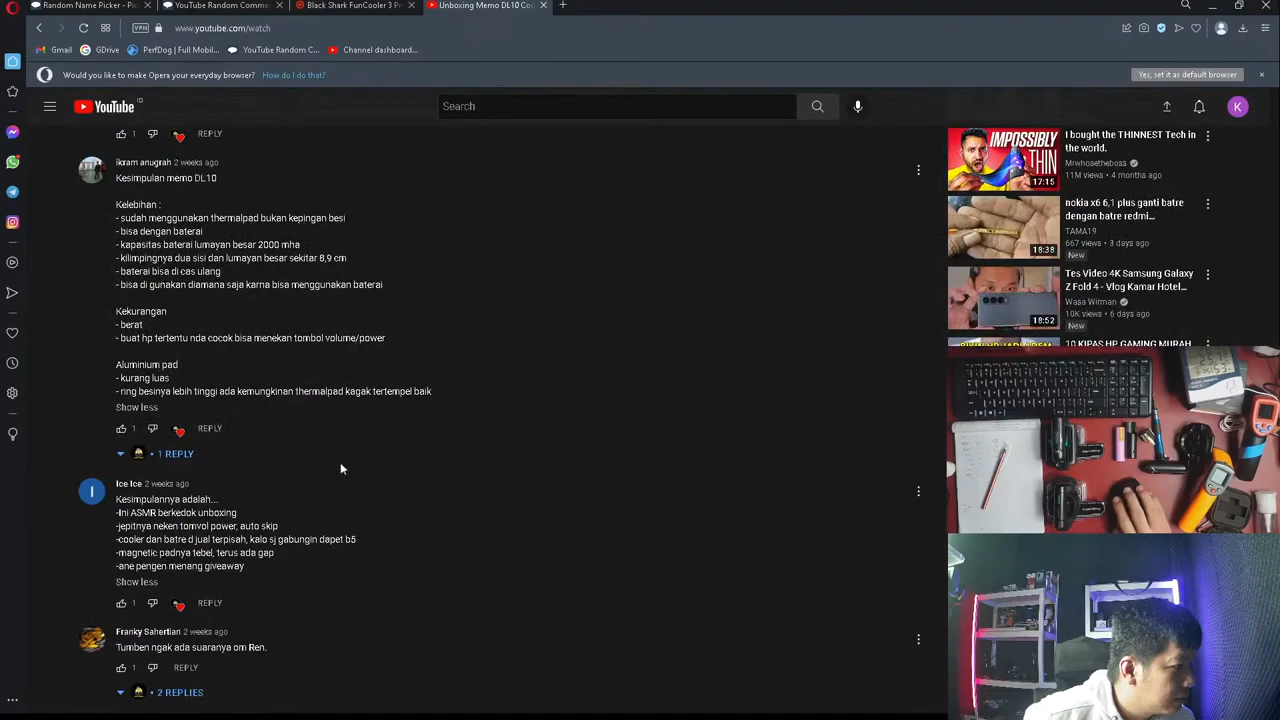 Random Name Picker - Pi
YouTube Random Comme
Black Shark FunCooler 3 Pr
Unboxing Memo DL10 Coo
VPN
www.youtube.com/watch
Gmail
GDrive
PerfDog | Full Mobil...
YouTube Random C...
Channel dashboard...
Would you like to make Opera your everyday browser?
How do I do that?
Yes, set it as default browser
YouTube ID
Search
K
1
REPLY
ikram anugrah 2 weeks ago
Kesimpulan memo DL10
Kelebihan :
- sudah menggunakan thermalpad bukan kepingan besi
- bisa dengan baterai
- kapasitas baterai lumayan besar 2000 mha
- kilimpingnya dua sisi dan lumayan besar sekitar 8,9 cm
- baterai bisa di cas ulang
- bisa di gunakan diamana saja karna bisa menggunakan baterai
Kekurangan
- berat
- buat hp tertentu nda cocok bisa menekan tombol volume/power
Aluminium pad
- kurang luas
- ring besinya lebih tinggi ada kemungkinan thermalpad kagak tertempel baik
Show less
1
REPLY
• 1 REPLY
I
Ice Ice 2 weeks ago
Kesimpulannya adalah...
-Ini ASMR berkedok unboxing
-jepitnya neken tomvol power, auto skip
-cooler dan batre d jual terpisah, kalo sj gabungin dapet b5
-magnetic padnya tebel, terus ada gap
-ane pengen menang giveaway
Show less
1
REPLY
Franky Sahertian 2 weeks ago
Tumben ngak ada suaranya om Ren.
1
REPLY
• 2 REPLIES
IMPOSSIBLY
THIN
17:15
I bought the THINNEST Tech in
the world.
Mrwhosetheboss
11M views • 4 months ago
18:38
nokia x6 6,1 plus ganti batre
dengan batre redmi...
TAMA19
667 views • 3 days ago
New
18:52
Tes Video 4K Samsung Galaxy
Z Fold 4 - Vlog Kamar Hotel...
Wasa Wirman
10K views • 6 days ago
New
10 KIPAS HP GAMING MURAH